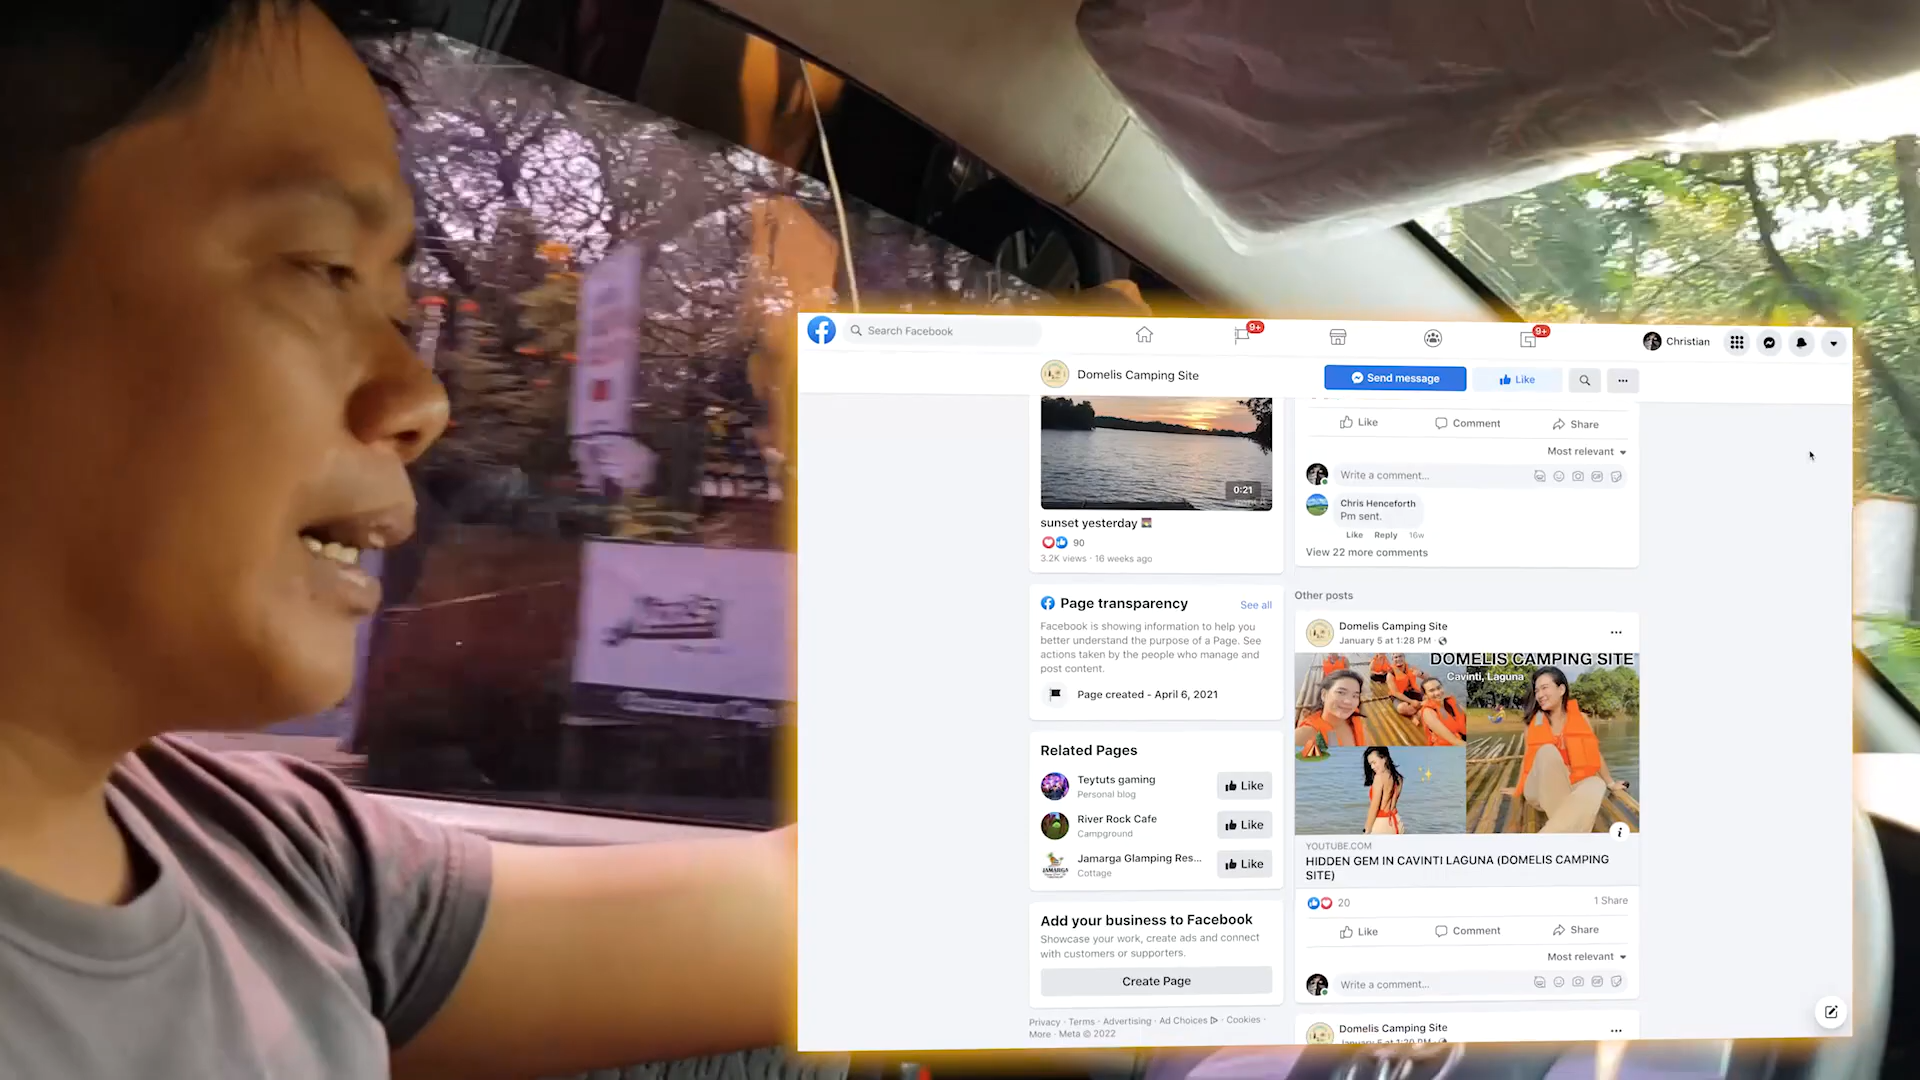 Search Facebook
9+
9+
Christian
Domelis Camping Site
Send message
Like
0:21
sunset yesterday
90
3.2K views · 16 weeks ago
Page transparency
See all
Facebook is showing information to help you
better understand the purpose of a Page. See
actions taken by the people who manage and
post content.
Page created - April 6, 2021
Related Pages
Teytuts gaming
Personal blog
Like
River Rock Cafe
Campground
Like
Jamarga Glamping Res...
Cottage
Like
Add your business to Facebook
Showcase your work, create ads and connect
with customers or supporters.
Create Page
Privacy · Terms · Advertising · Ad Choices · Cookies ·
More · Meta © 2022
Like
Comment
Share
Most relevant
Write a comment...
Chris Henceforth
Pm sent.
Like Reply 16w
View 22 more comments
Other posts
Domelis Camping Site
January 5 at 1:28 PM ·
DOMELIS CAMPING SITE
Cavinti, Laguna
YOUTUBE.COM
HIDDEN GEM IN CAVINTI LAGUNA (DOMELIS CAMPING
SITE)
20
1 Share
Like
Comment
Share
Most relevant
Write a comment...
Domelis Camping Site